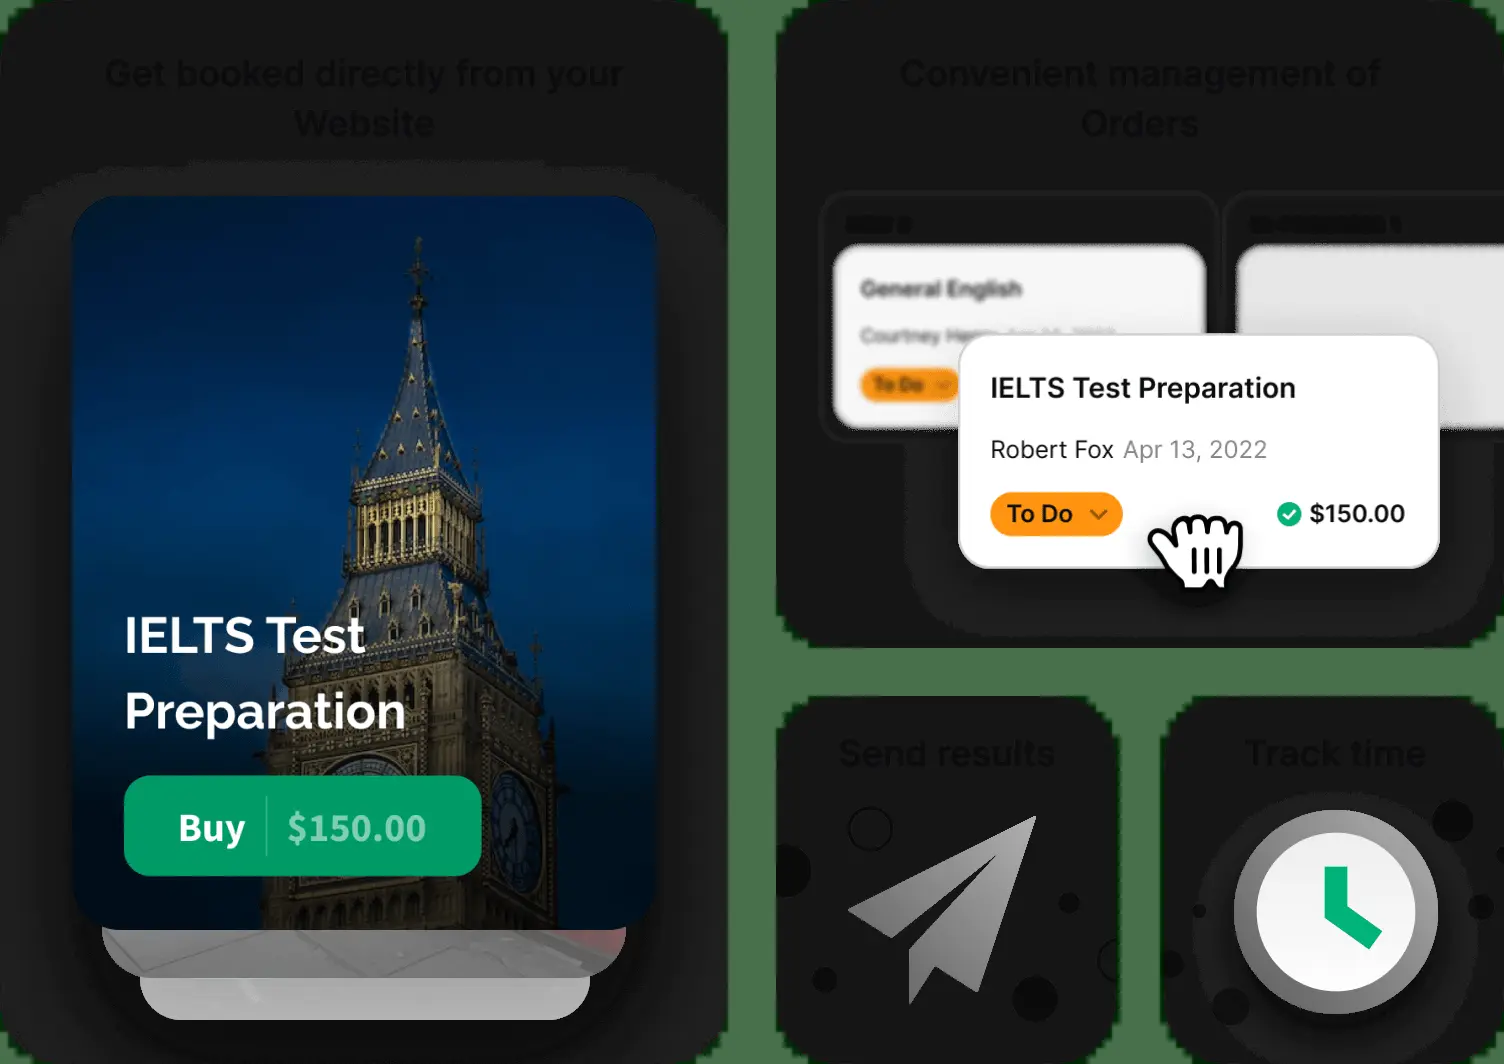 Get booked directly from your
Website
IELTS Test
Preparation
Buy $150.00
Convenient management of
Orders
General English
Courtney
To Do
IELTS Test Preparation
Robert Fox Apr 13, 2022
To Do
$150.00
Send results
Track time